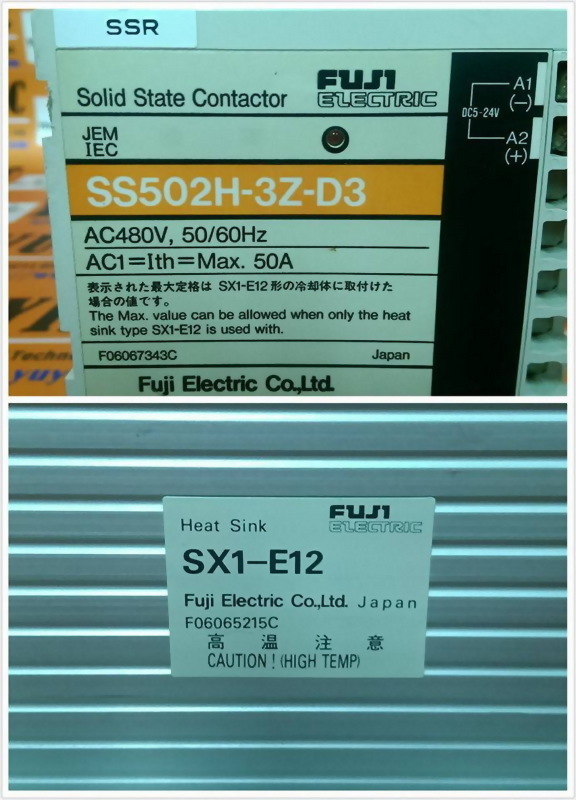 SSR
Solid State Contactor
FUJI
ELECTRIC
JEM
IEC
SS502H-3Z-D3
AC480V, 50/60Hz
AC1=Ith=Max. 50A
表示された最大定格は SX1-E12 形の冷却体に取付けた
場合の値です。
The Max. value can be allowed when only the heat
sink type SX1-E12 is used with.
F06067343C Japan
Fuji Electric Co.,Ltd.
A1
(−)
DC5-24V
A2
(+)
Heat Sink
FUJI
ELECTRIC
SX1-E12
Fuji Electric Co.,Ltd. Japan
F06065215C
高温注意
CAUTION ! (HIGH TEMP)